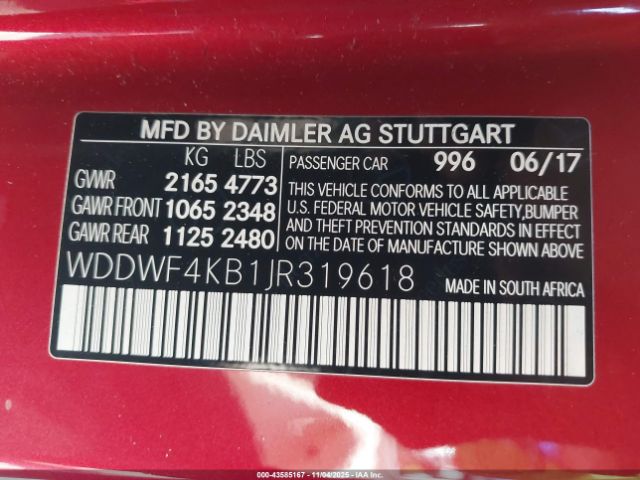 MFD BY DAIMLER AG STUTTGART
KG LBS
GVWR 2165 4773
GAWR FRONT 1065 2348
GAWR REAR 1125 2480
PASSENGER CAR 996 06/17
THIS VEHICLE CONFORMS TO ALL APPLICABLE
U.S. FEDERAL MOTOR VEHICLE SAFETY,BUMPER
AND THEFT PREVENTION STANDARDS IN EFFECT
ON THE DATE OF MANUFACTURE SHOWN ABOVE.
WDDWF4KB1JR319618
MADE IN SOUTH AFRICA
000-43585167 - 11/04/2025 - IAAI.COM